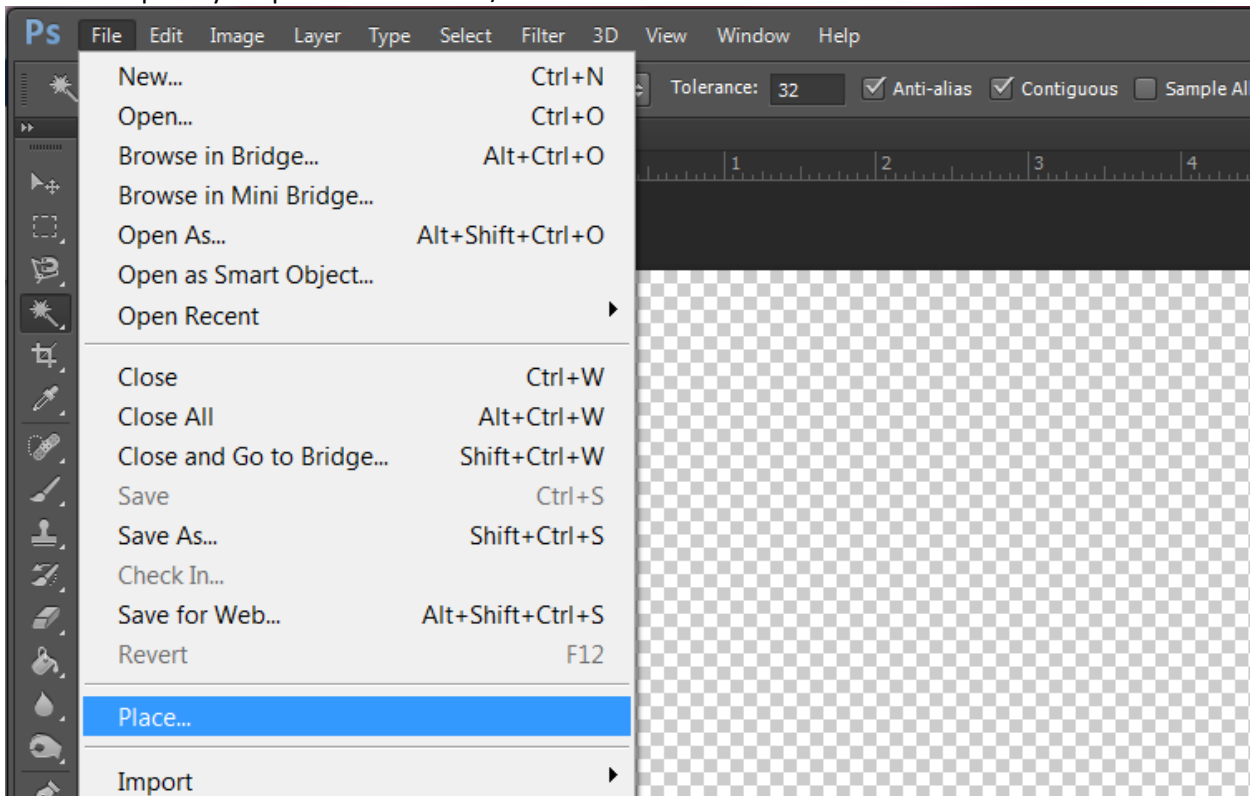 Ps File Edit Image Layer Type Select Filter 3D View Window Help
Tolerance: 32 Anti-alias Contiguous Sample Al
1 2 3 4
New... Ctrl+N
Open... Ctrl+O
Browse in Bridge... Alt+Ctrl+O
Browse in Mini Bridge...
Open As... Alt+Shift+Ctrl+O
Open as Smart Object...
Open Recent
Close Ctrl+W
Close All Alt+Ctrl+W
Close and Go to Bridge... Shift+Ctrl+W
Save Ctrl+S
Save As... Shift+Ctrl+S
Check In...
Save for Web... Alt+Shift+Ctrl+S
Revert F12
Place...
Import